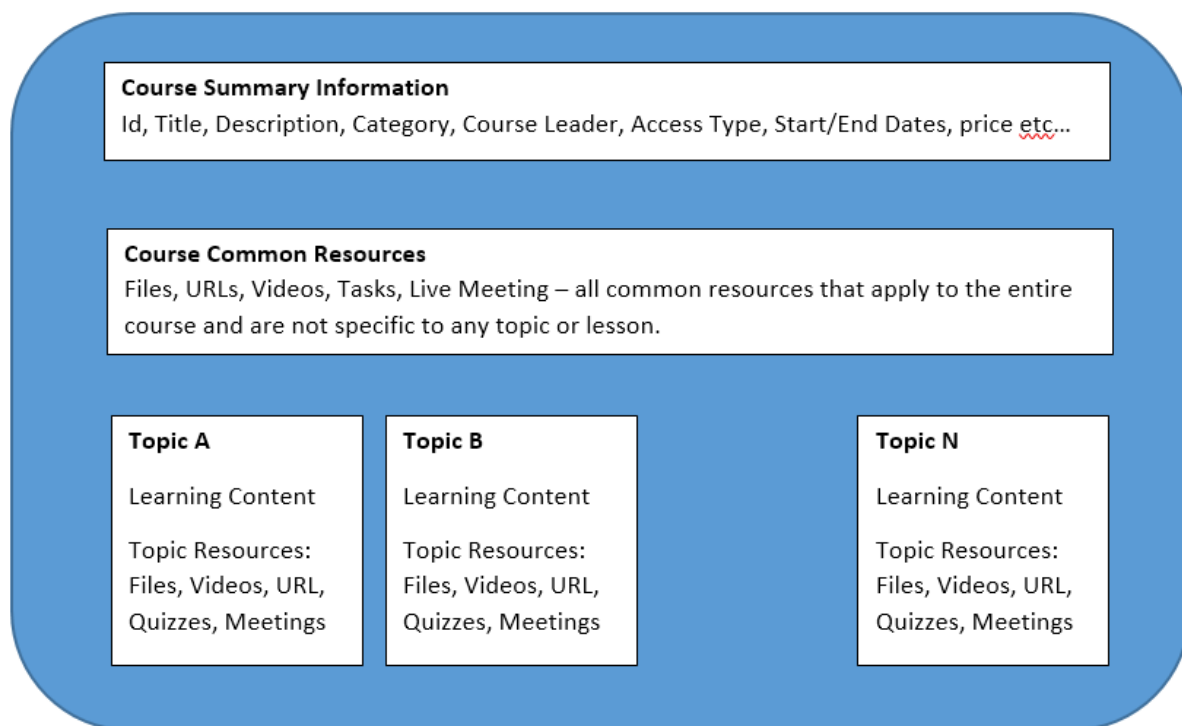 Course Summary Information
Id, Title, Description, Category, Course Leader, Access Type, Start/End Dates, price etc…
Course Common Resources
Files, URLs, Videos, Tasks, Live Meeting – all common resources that apply to the entire
course and are not specific to any topic or lesson.
Topic A
Learning Content
Topic Resources:
Files, Videos, URL,
Quizzes, Meetings
Topic B
Learning Content
Topic Resources:
Files, Videos, URL,
Quizzes, Meetings
Topic N
Learning Content
Topic Resources:
Files, Videos, URL,
Quizzes, Meetings